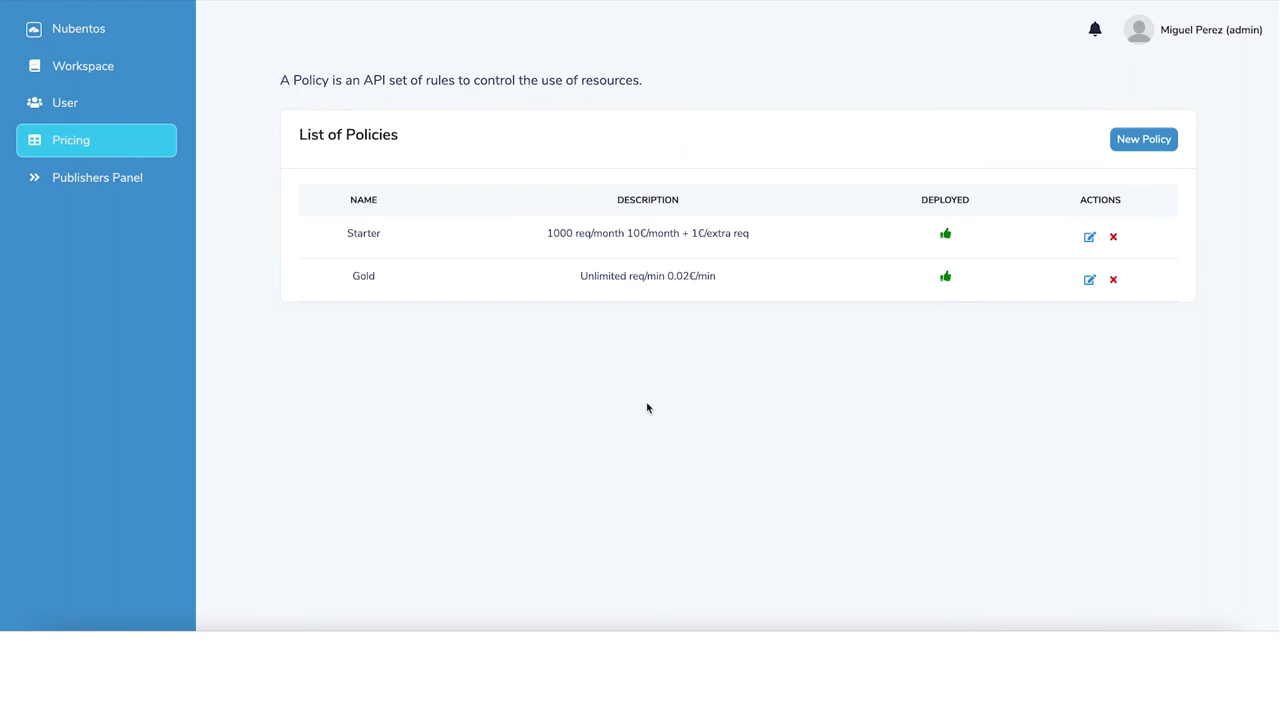 Nubentos
Workspace
User
Pricing
Publishers Panel
Miguel Perez (admin)
A Policy is an API set of rules to control the use of resources.
List of Policies
New Policy
NAME DESCRIPTION DEPLOYED ACTIONS
Starter 1000 req/month 10€/month + 1€/extra req
Gold Unlimited req/min 0.02€/min